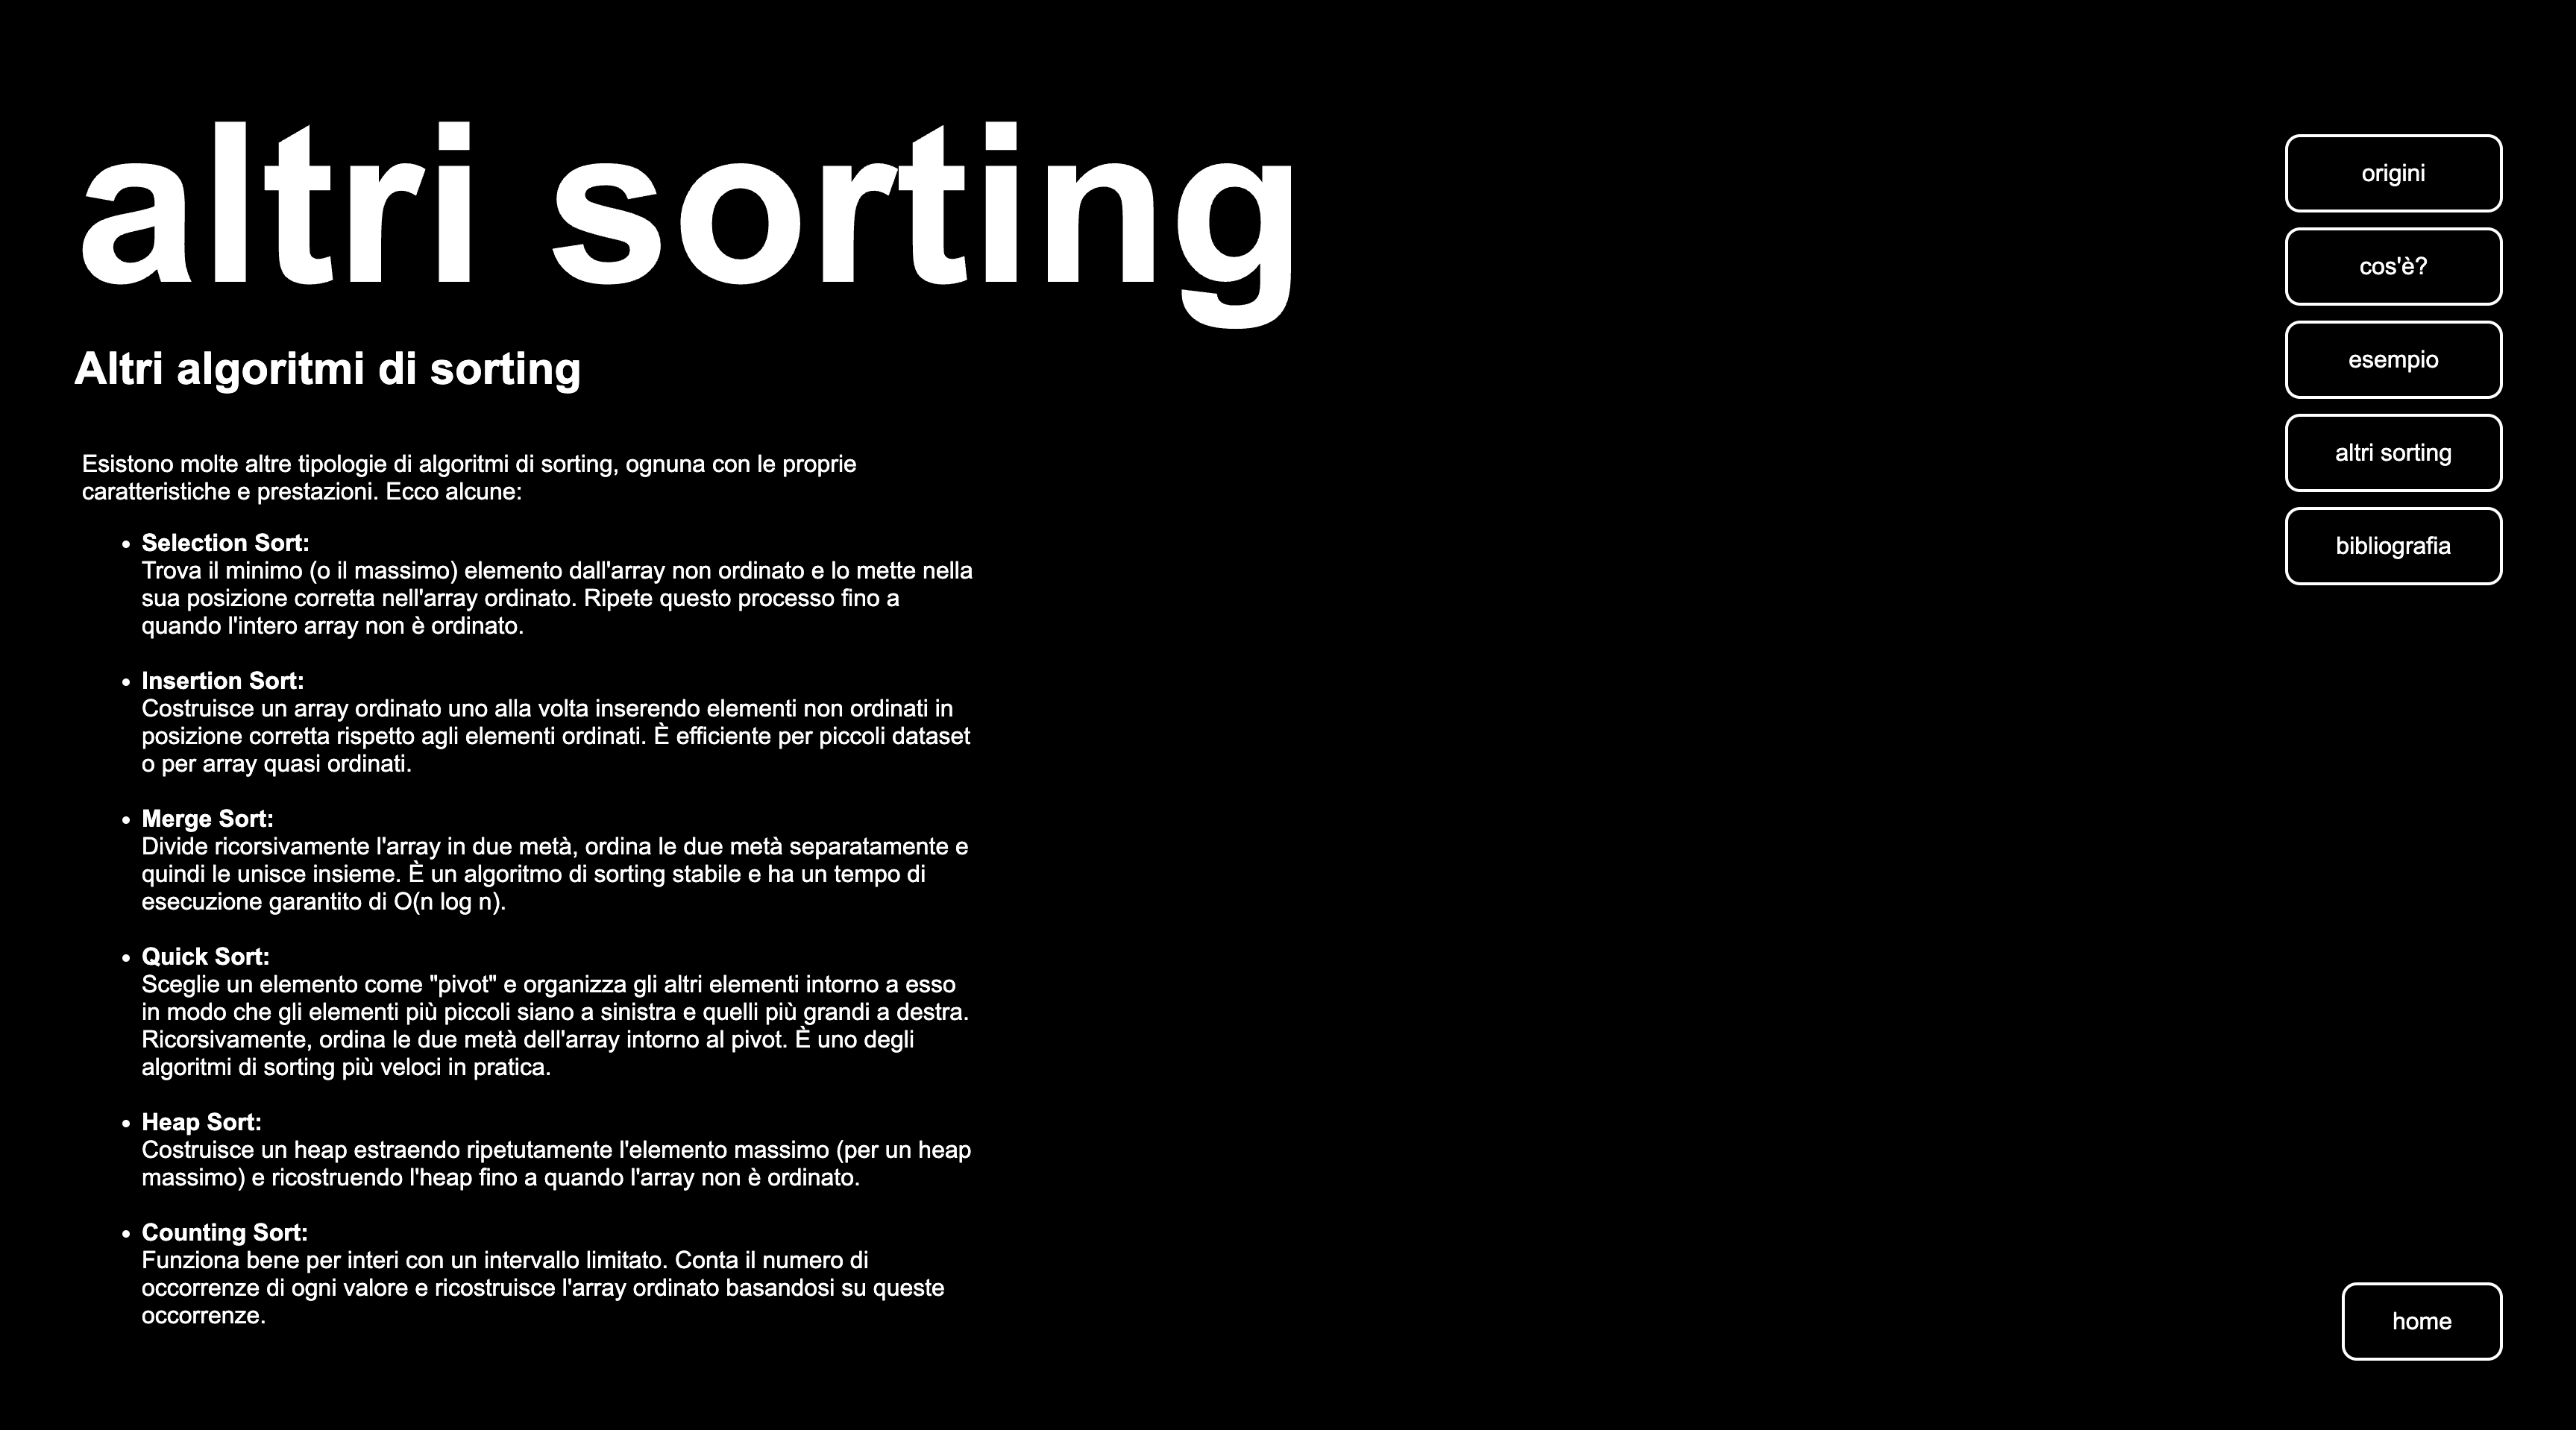 altri sorting
Altri algoritmi di sorting
Esistono molte altre tipologie di algoritmi di sorting, ognuna con le proprie
caratteristiche e prestazioni. Ecco alcune:
• Selection Sort:
Trova il minimo (o il massimo) elemento dall'array non ordinato e lo mette nella
sua posizione corretta nell'array ordinato. Ripete questo processo fino a
quando l'intero array non è ordinato.
• Insertion Sort:
Costruisce un array ordinato uno alla volta inserendo elementi non ordinati in
posizione corretta rispetto agli elementi ordinati. È efficiente per piccoli dataset
o per array quasi ordinati.
• Merge Sort:
Divide ricorsivamente l'array in due metà, ordina le due metà separatamente e
quindi le unisce insieme. È un algoritmo di sorting stabile e ha un tempo di
esecuzione garantito di O(n log n).
• Quick Sort:
Sceglie un elemento come "pivot" e organizza gli altri elementi intorno a esso
in modo che gli elementi più piccoli siano a sinistra e quelli più grandi a destra.
Ricorsivamente, ordina le due metà dell'array intorno al pivot. È uno degli
algoritmi di sorting più veloci in pratica.
• Heap Sort:
Costruisce un heap estraendo ripetutamente l'elemento massimo (per un heap
massimo) e ricostruendo l'heap fino a quando l'array non è ordinato.
• Counting Sort:
Funziona bene per interi con un intervallo limitato. Conta il numero di
occorrenze di ogni valore e ricostruisce l'array ordinato basandosi su queste
occorrenze.
origini
cos'è?
esempio
altri sorting
bibliografia
home